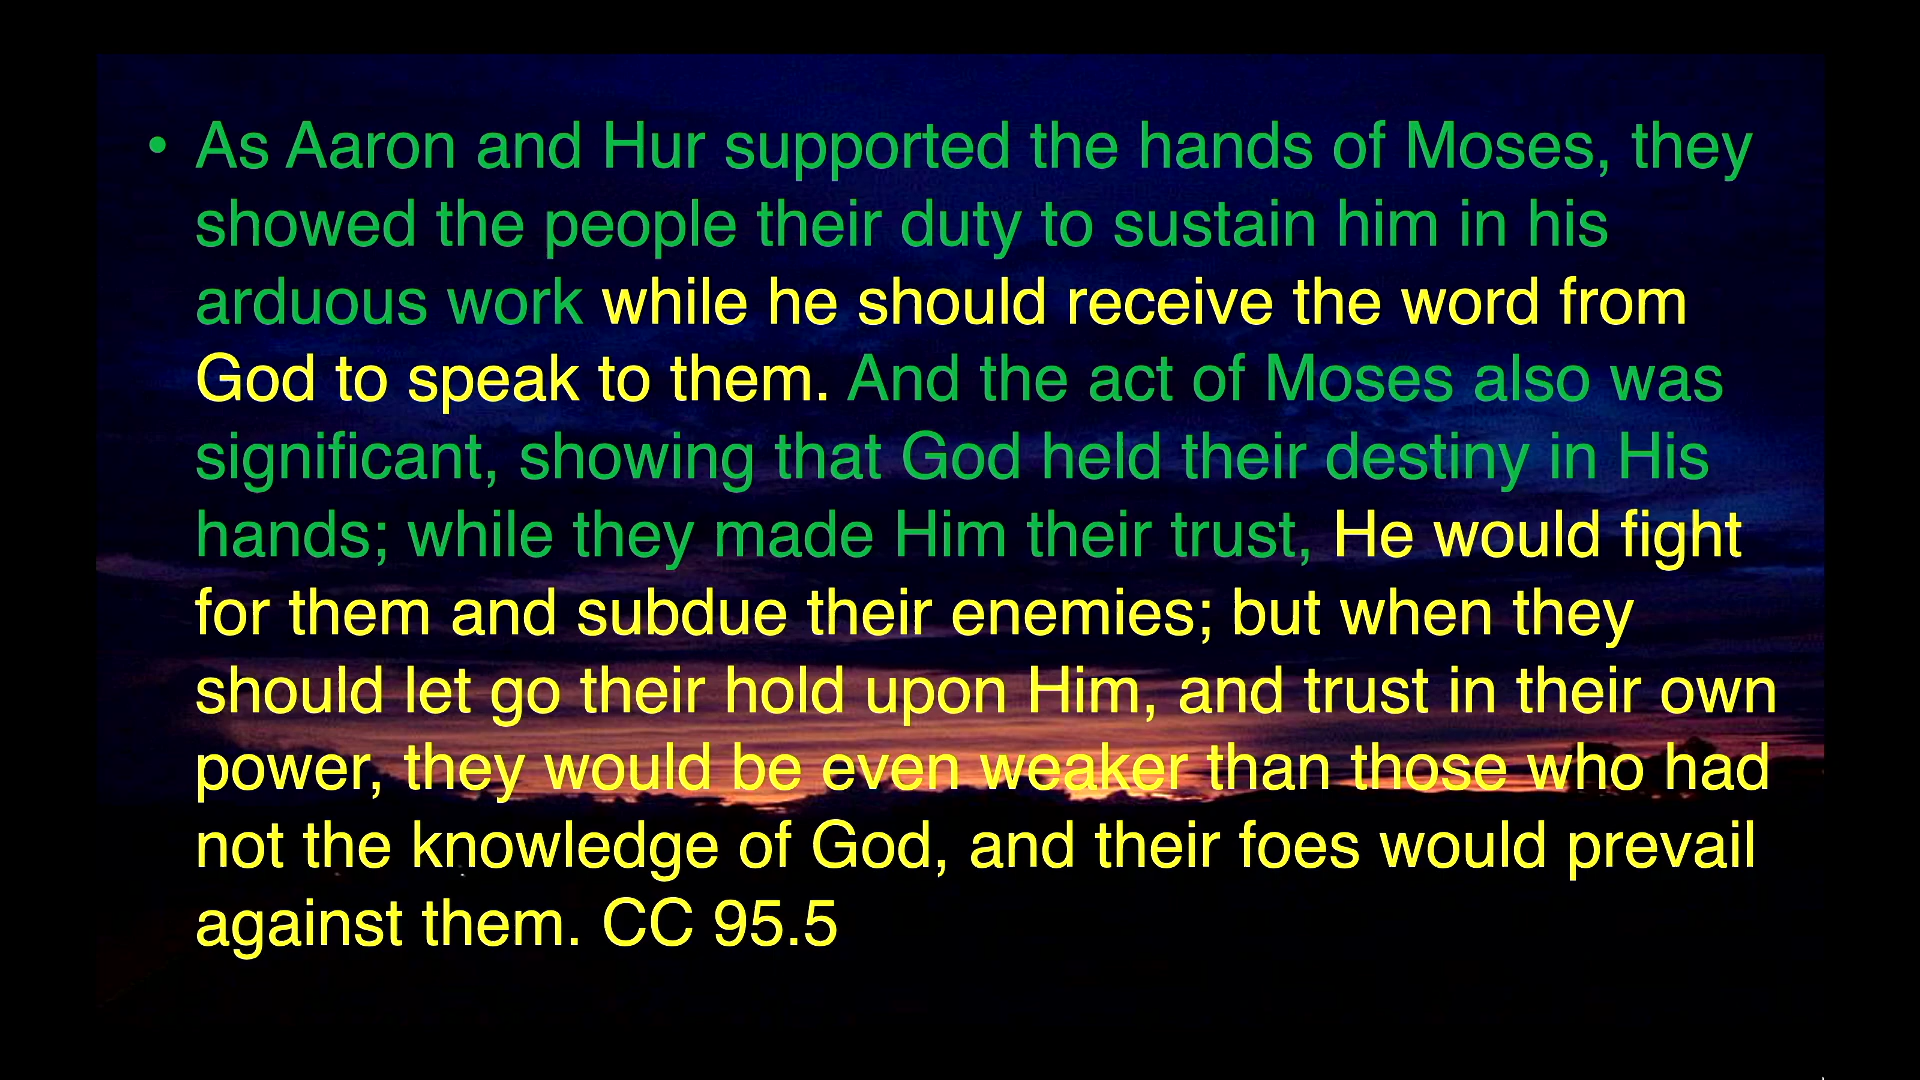 • As Aaron and Hur supported the hands of Moses, they
showed the people their duty to sustain him in his
arduous work while he should receive the word from
God to speak to them. And the act of Moses also was
significant, showing that God held their destiny in His
hands; while they made Him their trust, He would fight
for them and subdue their enemies; but when they
should let go their hold upon Him, and trust in their own
power, they would be even weaker than those who had
not the knowledge of God, and their foes would prevail
against them. CC 95.5